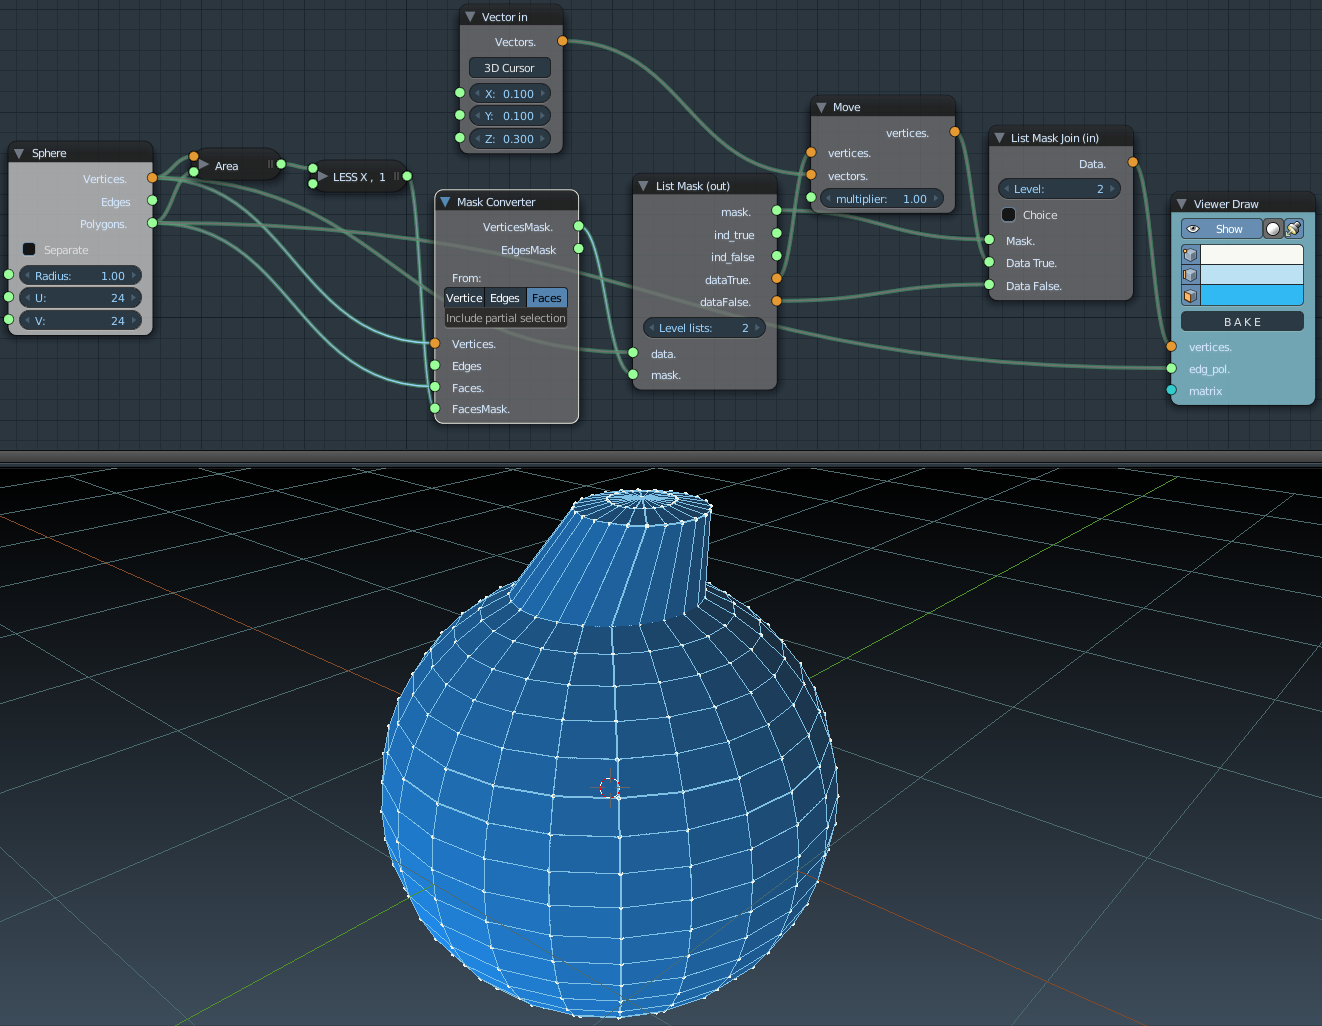 Sphere
Vertices.
Edges
Polygons.
Separate
Radius: 1.00
U: 24
V: 24
Area
LESS X , 1
Vector in
Vectors.
3D Cursor
X: 0.100
Y: 0.100
Z: 0.300
Mask Converter
VerticesMask.
EdgesMask
From:
Vertice Edges Faces
Include partial selection
Vertices.
Edges
Faces.
FacesMask.
List Mask (out)
mask.
ind_true
ind_false
dataTrue.
dataFalse.
Level lists: 2
data.
mask.
Move
vertices.
vertices.
vectors.
multiplier: 1.00
List Mask Join (in)
Data.
Level: 2
Choice
Mask.
Data True.
Data False.
Viewer Draw
Show
BAKE
vertices.
edg_pol.
matrix